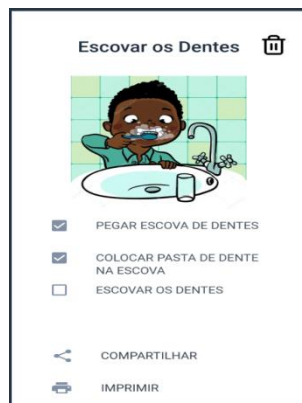 Escovar os Dentes
PEGAR ESCOVA DE DENTES
COLOCAR PASTA DE DENTE
NA ESCOVA
ESCOVAR OS DENTES
COMPARTILHAR
IMPRIMIR